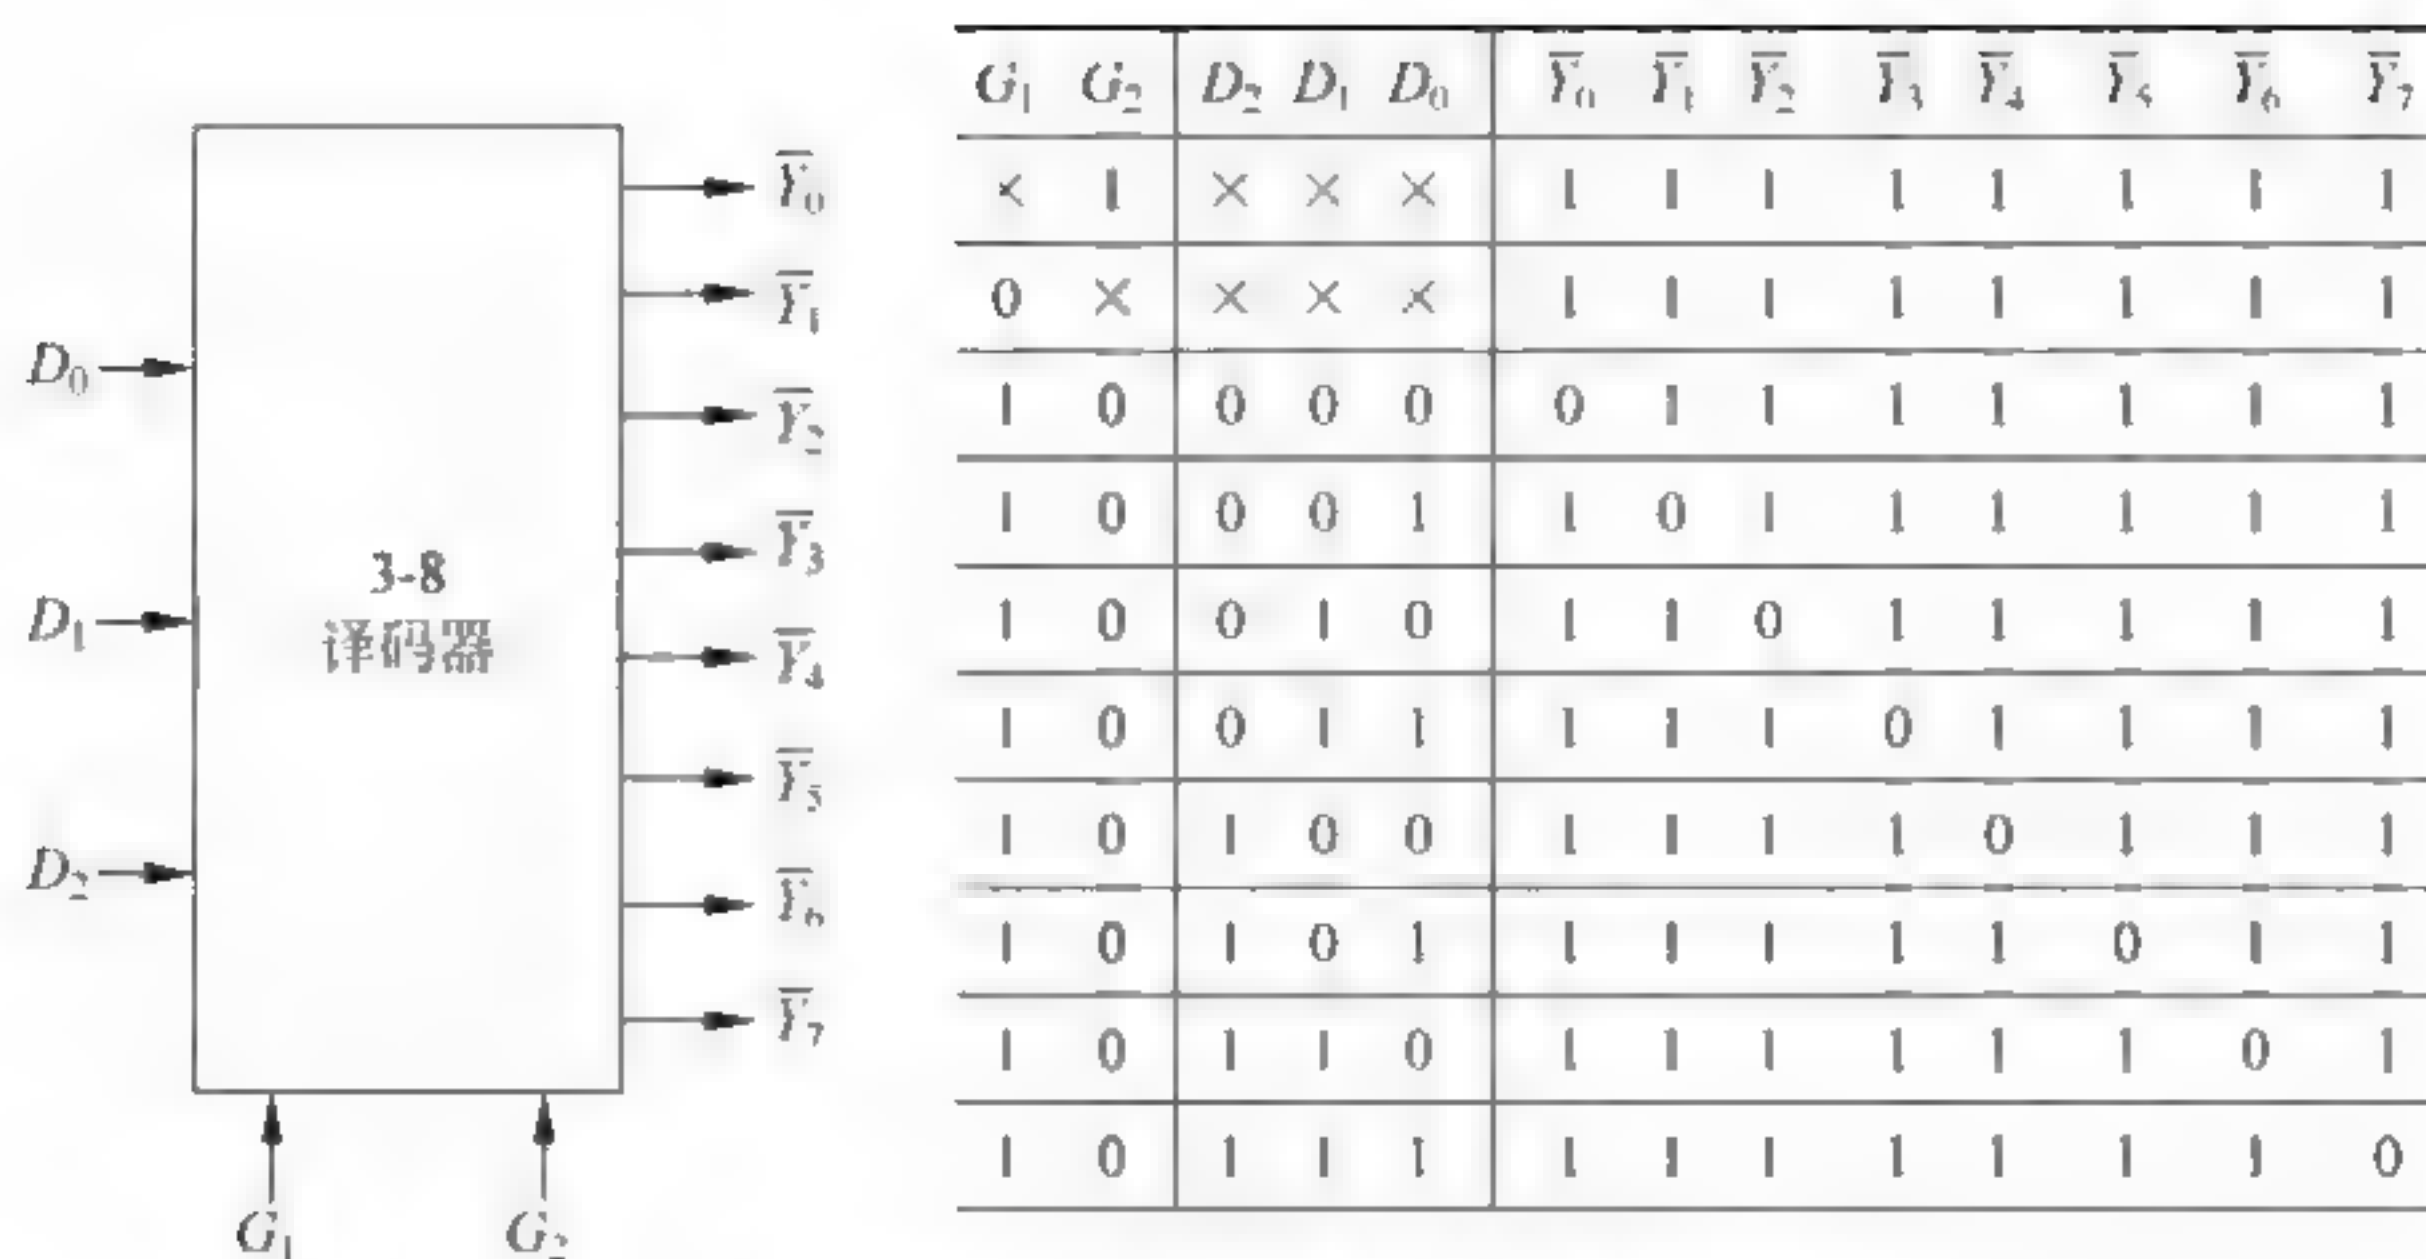 D₀
D₁
D₂
3-8
译码器
Y̅₀
Y̅₁
Y̅₂
Y̅₃
Y̅₄
Y̅₅
Y̅₆
Y̅₇
G₁
G₂
G₁ G₂ D₂ D₁ D₀ Y̅₀ Y̅₁ Y̅₂ Y̅₃ Y̅₄ Y̅₅ Y̅₆ Y̅₇
× 1 × × × 1 1 1 1 1 1 1 1
0 × × × × 1 1 1 1 1 1 1 1
1 0 0 0 0 0 1 1 1 1 1 1 1
1 0 0 0 1 1 0 1 1 1 1 1 1
1 0 0 1 0 1 1 0 1 1 1 1 1
1 0 0 1 1 1 1 1 0 1 1 1 1
1 0 1 0 0 1 1 1 1 0 1 1 1
1 0 1 0 1 1 1 1 1 1 0 1 1
1 0 1 1 0 1 1 1 1 1 1 0 1
1 0 1 1 1 1 1 1 1 1 1 1 0